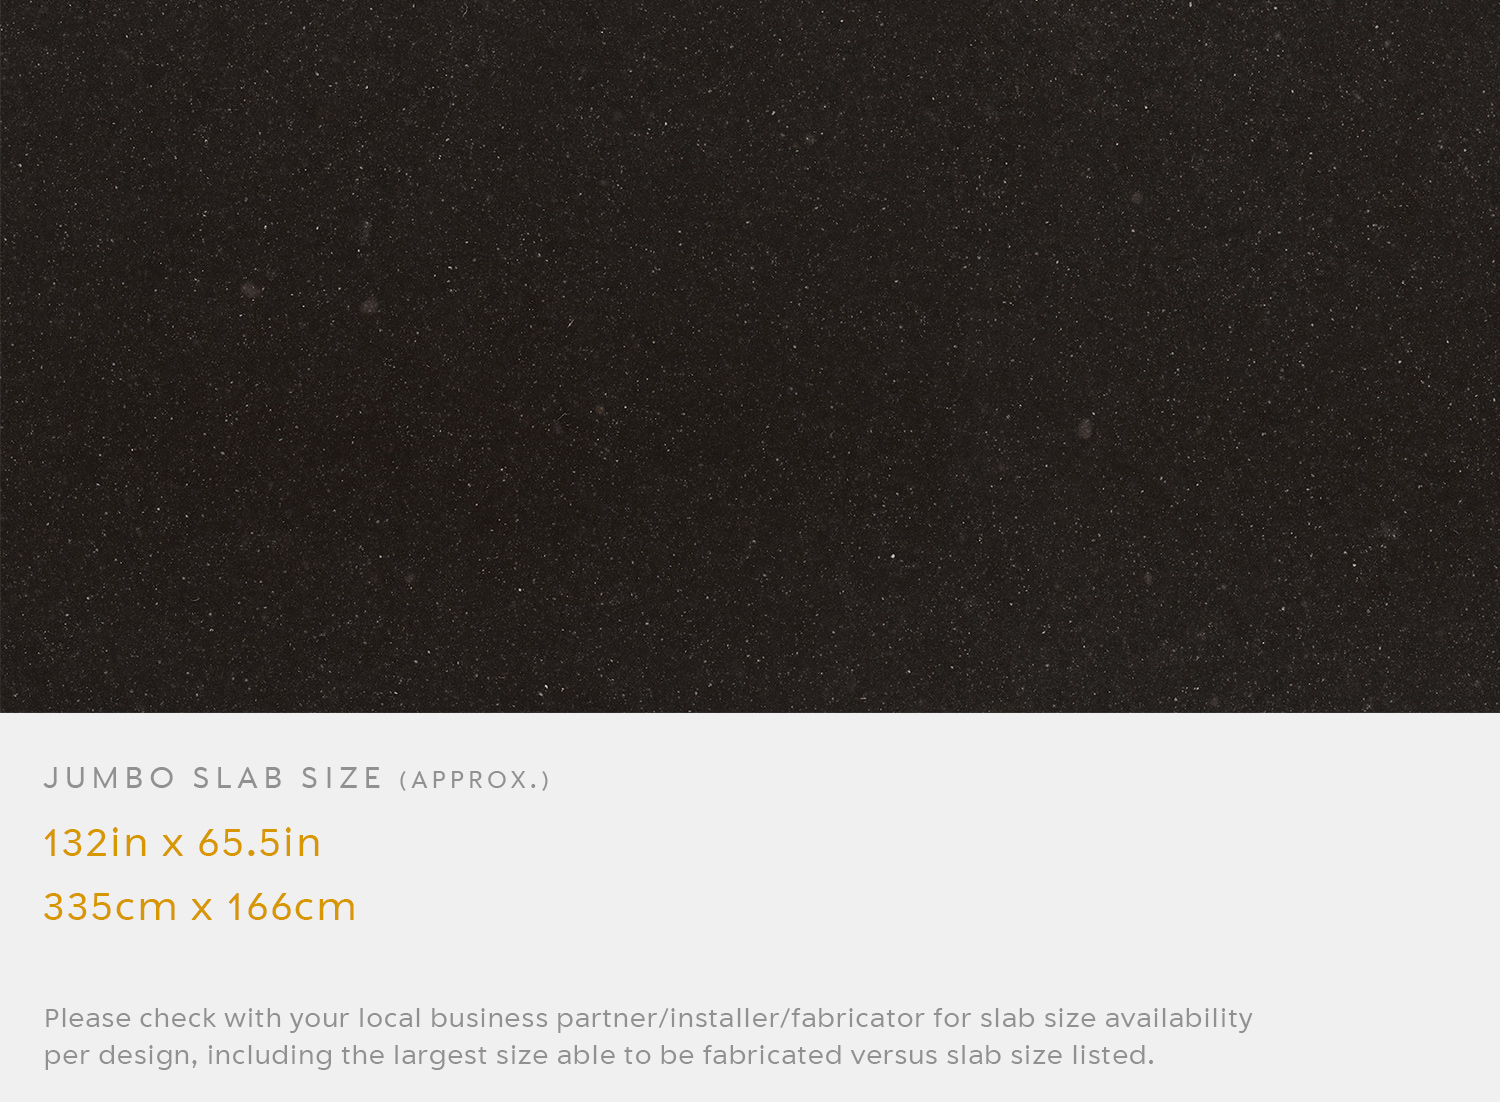 JUMBO SLAB SIZE (APPROX.)
132in x 65.5in
335cm x 166cm
Please check with your local business partner/installer/fabricator for slab size availability
per design, including the largest size able to be fabricated versus slab size listed.